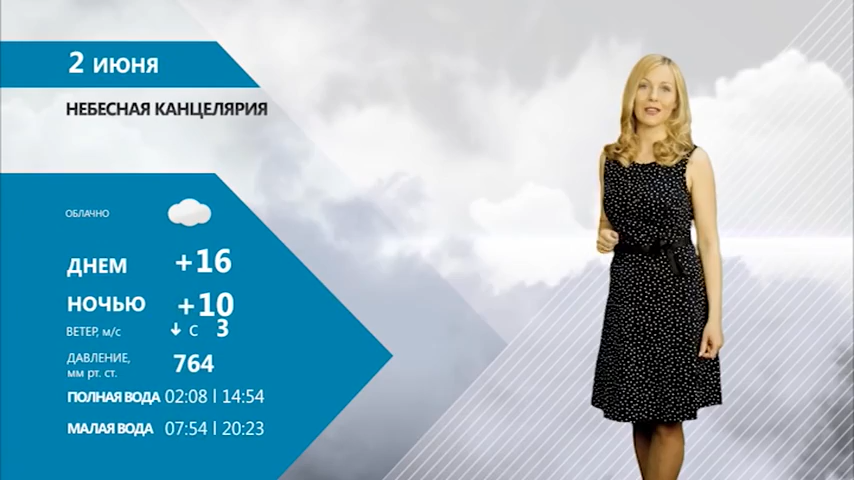 2 ИЮНЯ
НЕБЕСНАЯ КАНЦЕЛЯРИЯ
ОБЛАЧНО
ДНЕМ +16
НОЧЬЮ +10
ВЕТЕР, м/с ↓ С 3
ДАВЛЕНИЕ,
мм рт. ст. 764
ПОЛНАЯ ВОДА 02:08 | 14:54
МАЛАЯ ВОДА 07:54 | 20:23